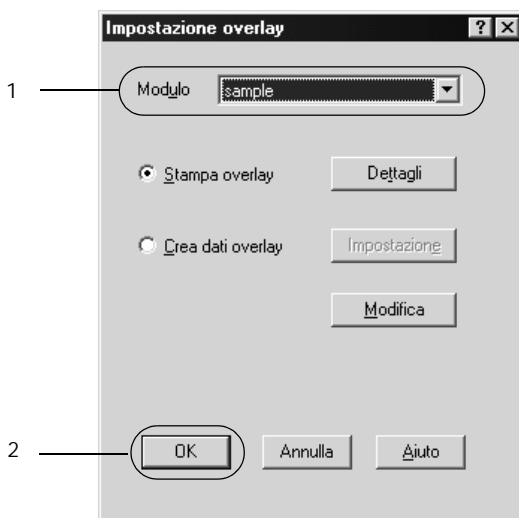 Impostazione overlay
1
Modulo sample
Stampa overlay Dettagli
Crea dati overlay Impostazione
Modifica
2
OK Annulla Aiuto